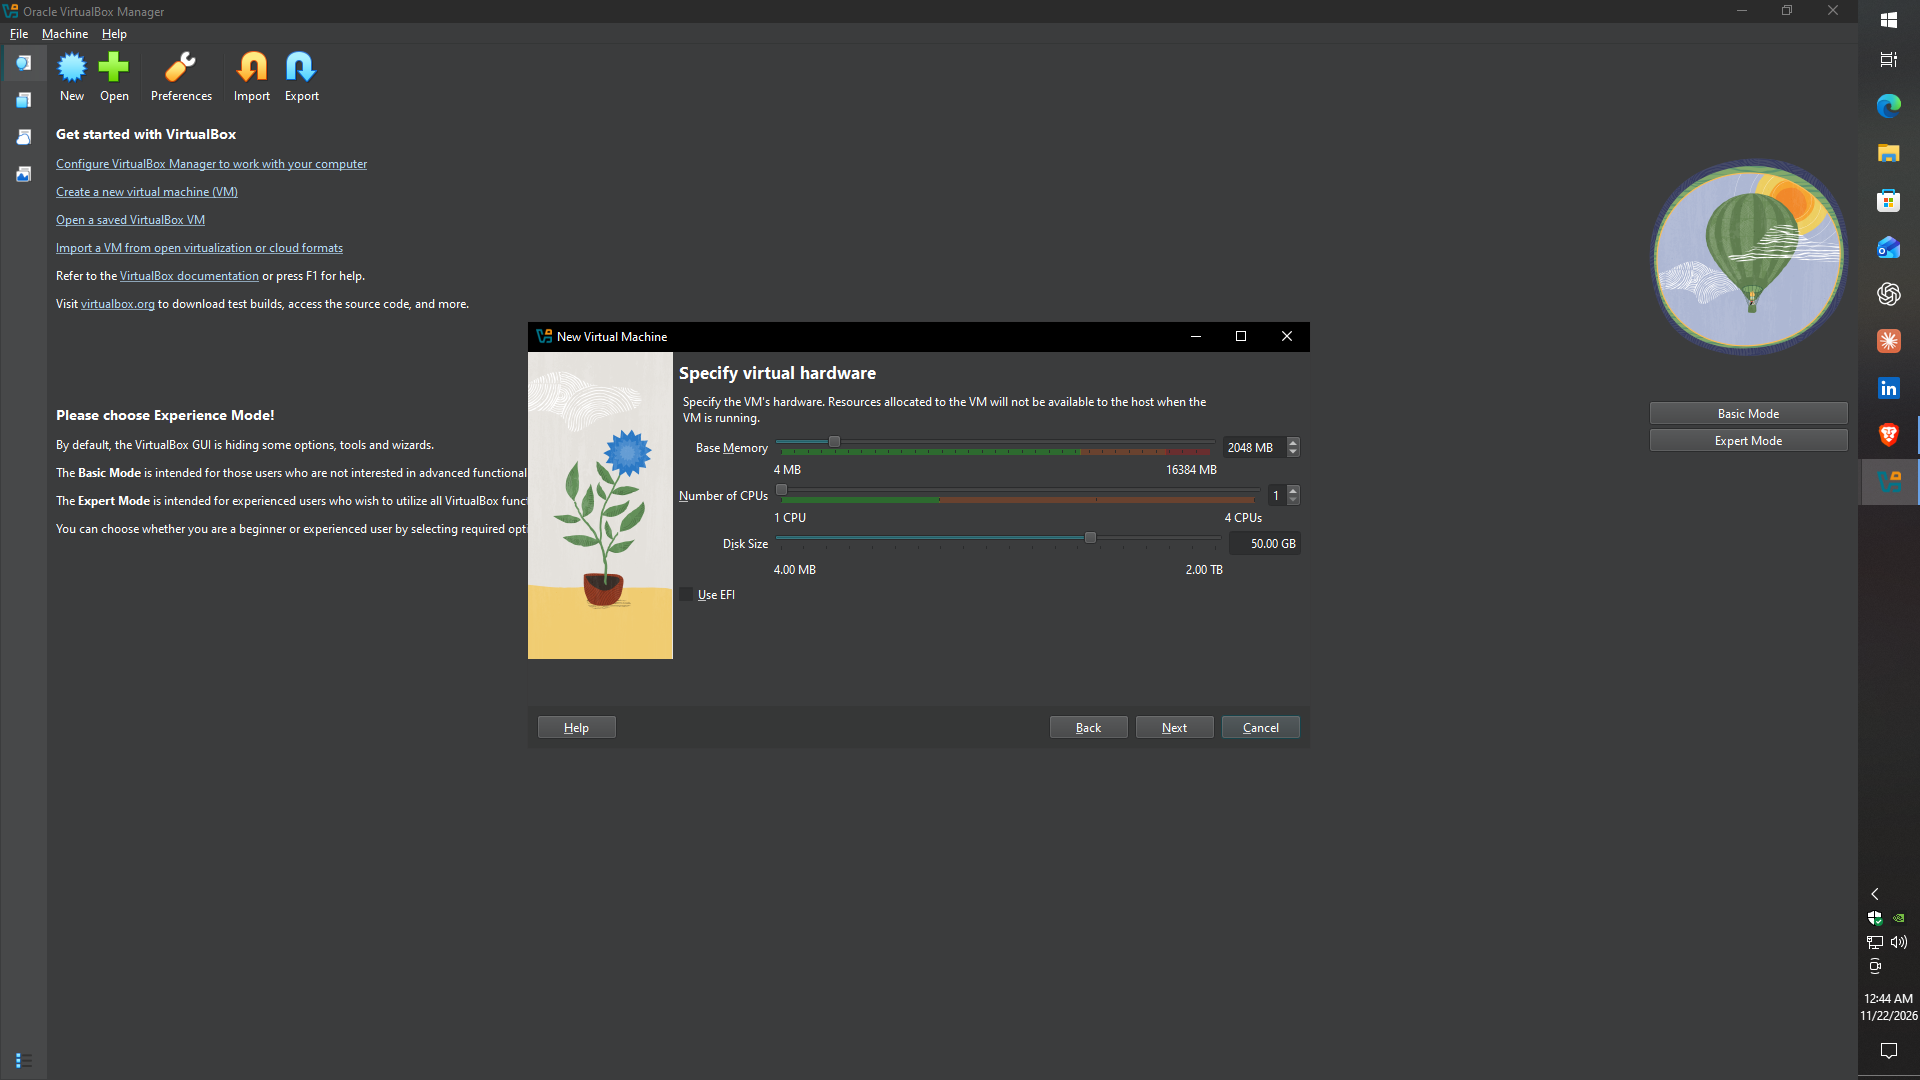 Oracle VirtualBox Manager
File Machine Help
New Open Preferences Import Export
Get started with VirtualBox
Configure VirtualBox Manager to work with your computer
Create a new virtual machine (VM)
Open a saved VirtualBox VM
Import a VM from open virtualization or cloud formats
Refer to the VirtualBox documentation or press F1 for help.
Visit virtualbox.org to download test builds, access the source code, and more.
Please choose Experience Mode!
By default, the VirtualBox GUI is hiding some options, tools and wizards.
The Basic Mode is intended for those users who are not interested in advanced functional
The Expert Mode is intended for experienced users who wish to utilize all VirtualBox func
You can choose whether you are a beginner or experienced user by selecting required opti
Basic Mode
Expert Mode
New Virtual Machine
Specify virtual hardware
Specify the VM's hardware. Resources allocated to the VM will not be available to the host when the
VM is running.
Base Memory 2048 MB
4 MB 16384 MB
Number of CPUs 1
1 CPU 4 CPUs
Disk Size 50.00 GB
4.00 MB 2.00 TB
Use EFI
Help Back Next Cancel
12:44 AM
11/22/2026